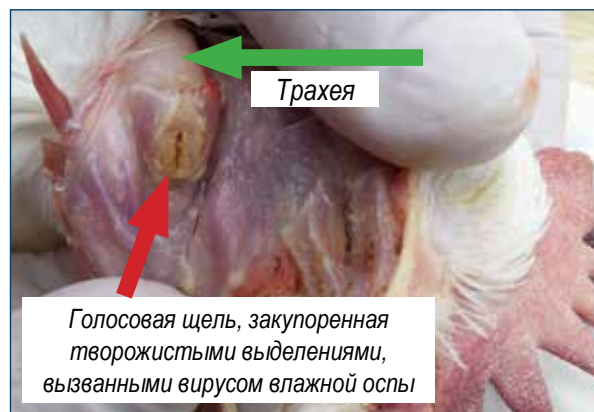 Трахея
Голосовая щель, закупоренная
творожистыми выделениями,
вызванными вирусом влажной оспы